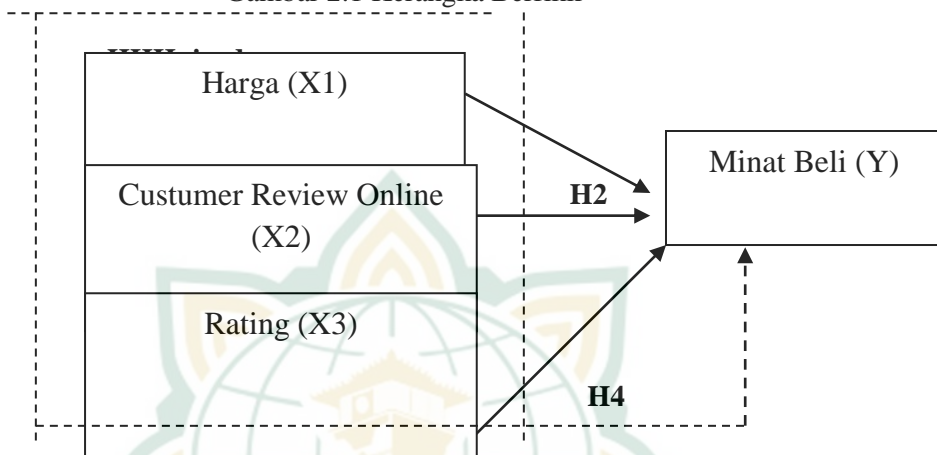 Harga (X1)
Minat Beli (Y)
Custumer Review Online
(X2)
H2
Rating (X3)
H4